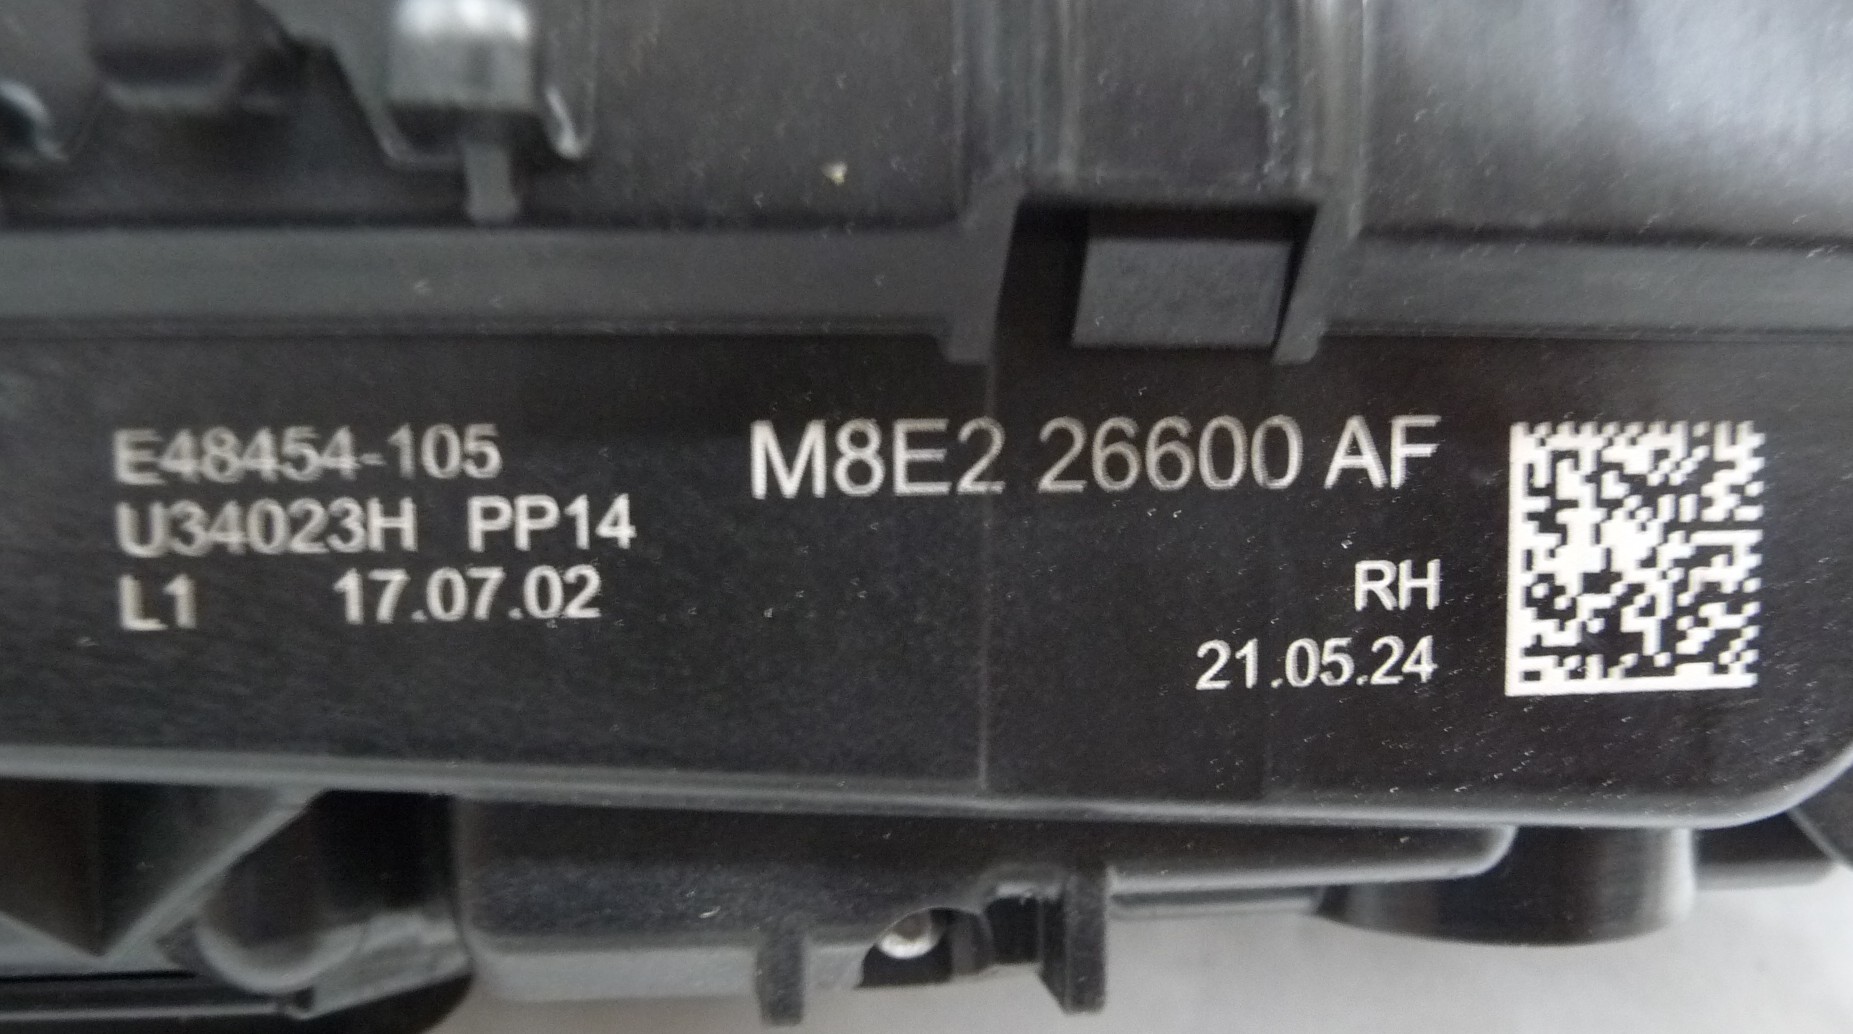 E48454-105
U34023H PP14
L1 17.07.02
M8E2 26600 AF
RH
21.05.24